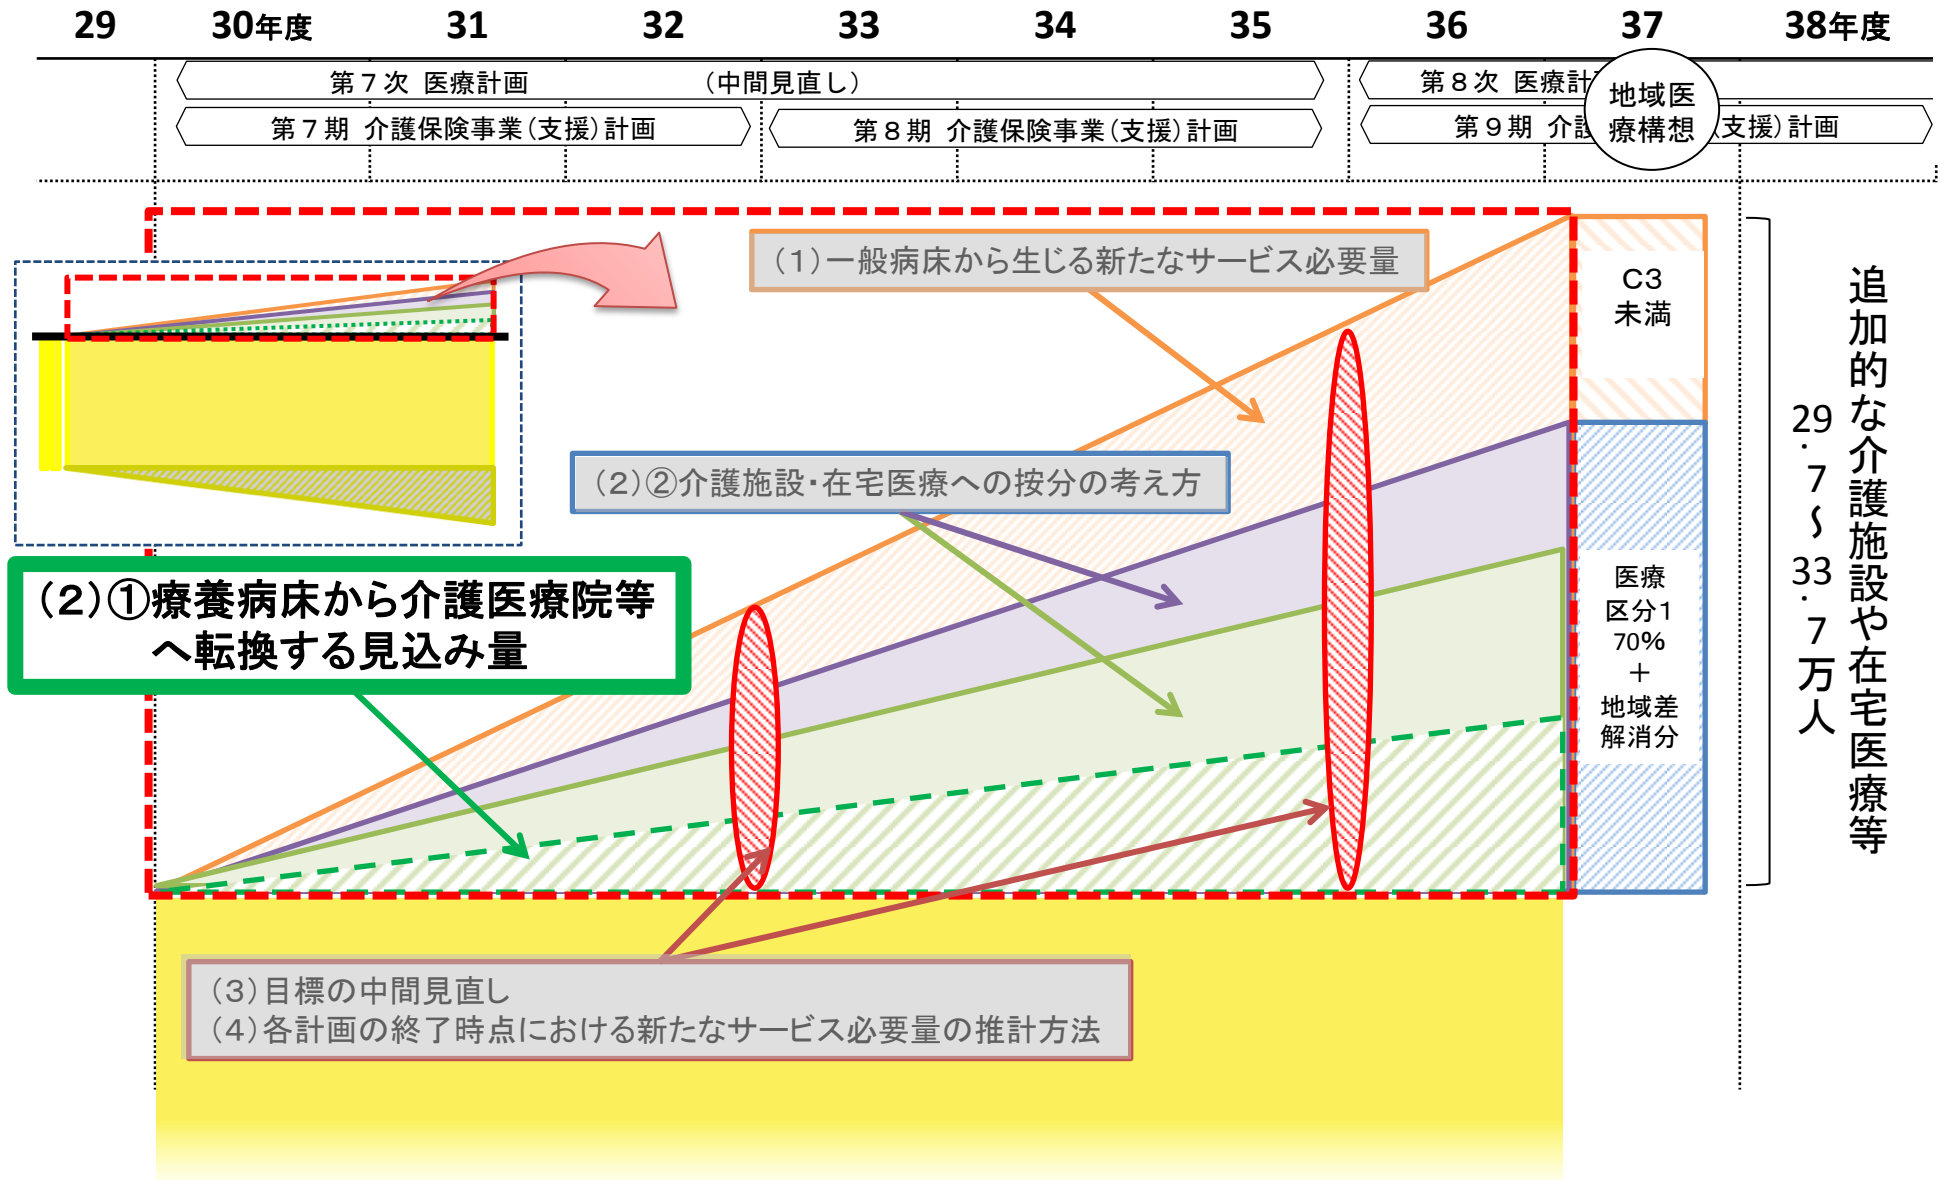 29 30年度 31 32 33 34 35 36 37 38年度
第７次 医療計画 （中間見直し）
第８次 医療計
地域医
療構想
第７期 介護保険事業（支援）計画
第８期 介護保険事業（支援）計画
第９期 介
（支援）計画
（１）一般病床から生じる新たなサービス必要量
Ｃ３
未満
（２）②介護施設・在宅医療への按分の考え方
（２）①療養病床から介護医療院等
へ転換する見込み量
医療
区分１
70%
＋
地域差
解消分
追加的な介護施設や在宅医療等
29.7～33.7万人
（３）目標の中間見直し
（４）各計画の終了時点における新たなサービス必要量の推計方法